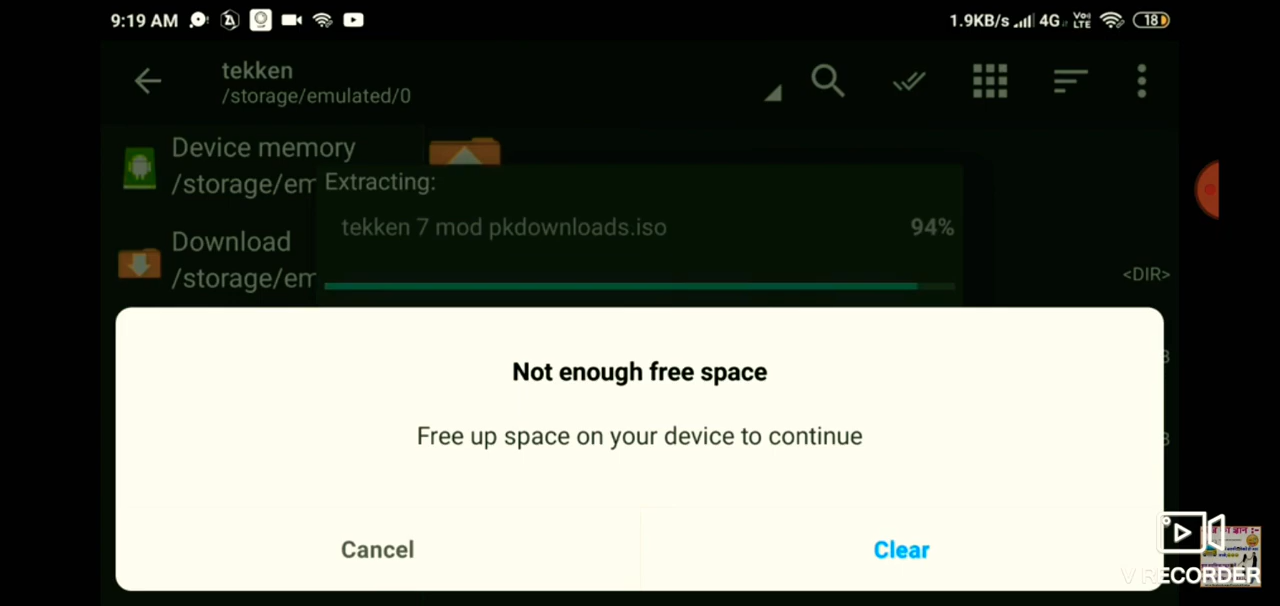 9:19 AM
1.9KB/s 4G Vo) LTE 18
tekken
/storage/emulated/0
Device memory
/storage/em
Extracting:
tekken 7 mod pkdownloads.iso 94%
Download
/storage/em
<DIR>
Not enough free space
Free up space on your device to continue
Cancel Clear
V RECORDER